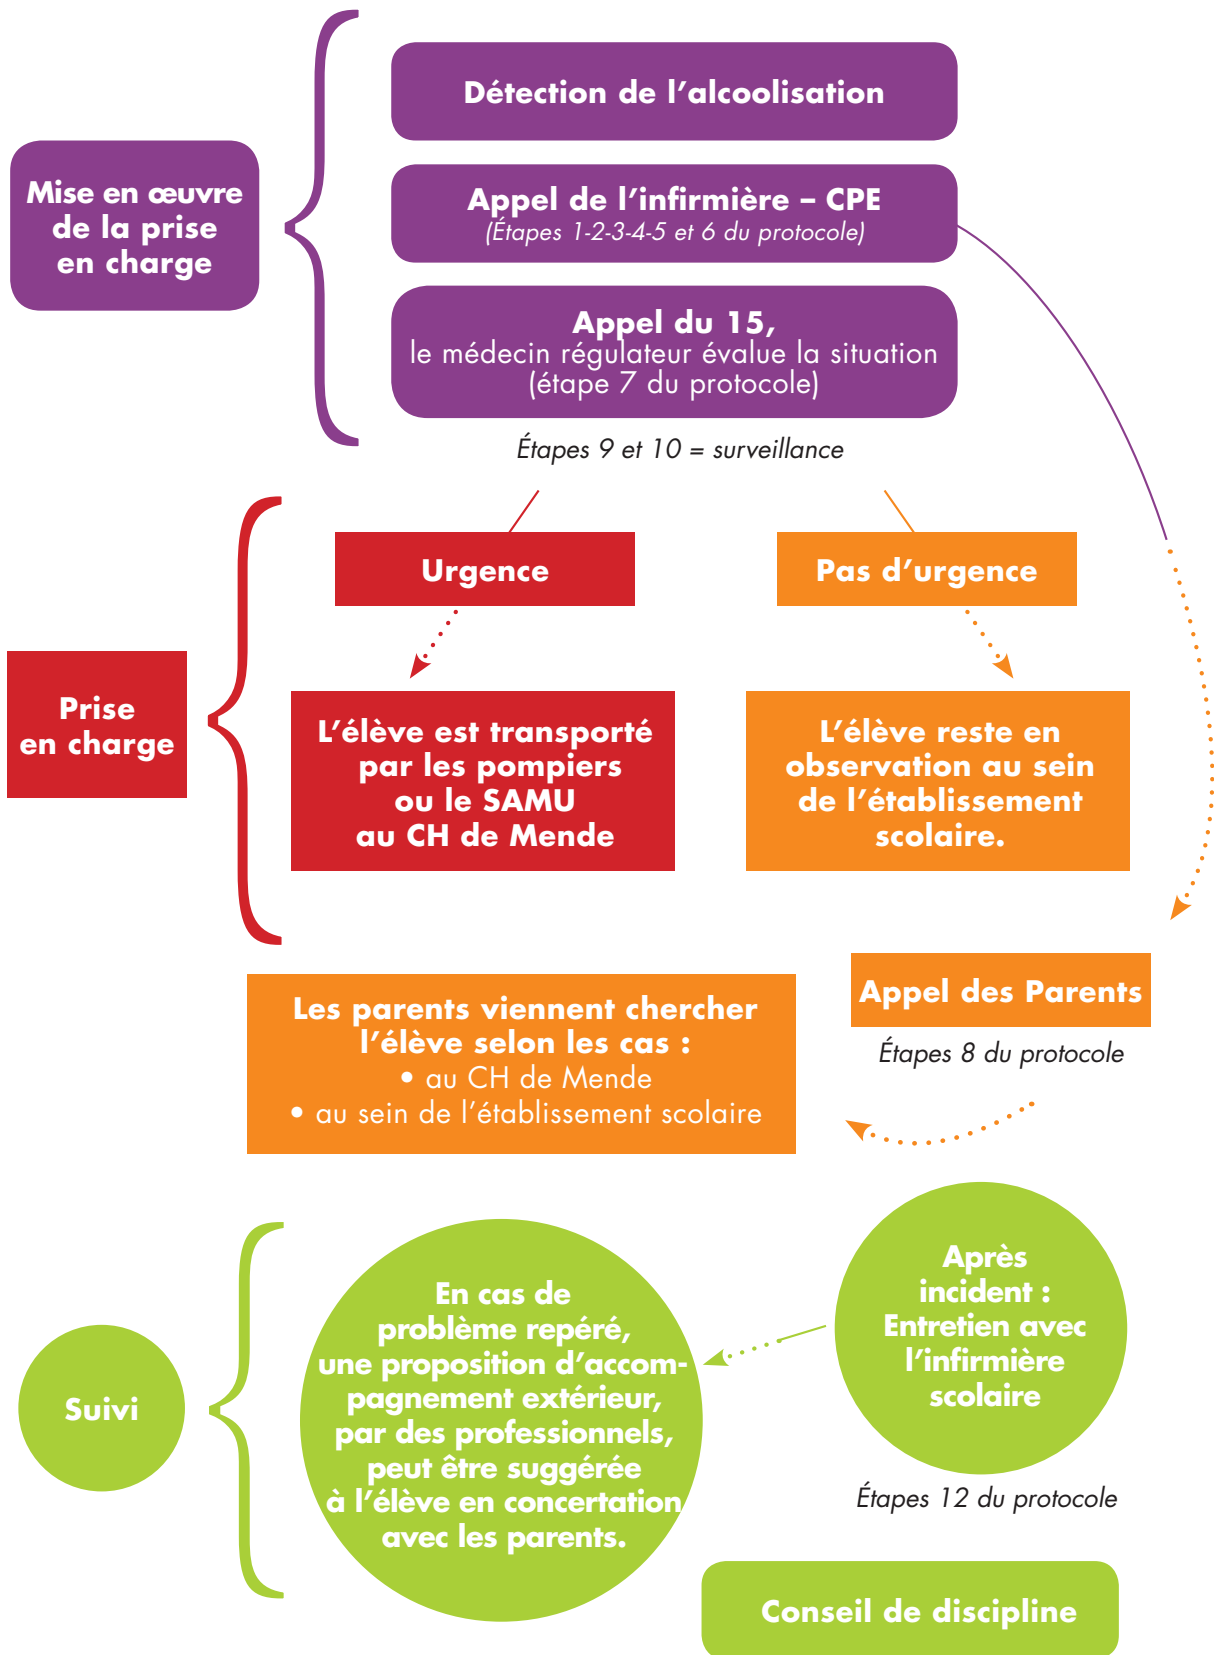 Détection de l'alcoolisation
Mise en œuvre
de la prise
en charge
Appel de l'infirmière – CPE
(Étapes 1-2-3-4-5 et 6 du protocole)
Appel du 15,
le médecin régulateur évalue la situation
(étape 7 du protocole)
Étapes 9 et 10 = surveillance
Urgence
Pas d'urgence
Prise
en charge
L'élève est transporté
par les pompiers
ou le SAMU
au CH de Mende
L'élève reste en
observation au sein
de l'établissement
scolaire.
Appel des Parents
Étapes 8 du protocole
Les parents viennent chercher
l'élève selon les cas :
• au CH de Mende
• au sein de l'établissement scolaire
Suivi
En cas de
problème repéré,
une proposition d'accom-
pagnement extérieur,
par des professionnels,
peut être suggérée
à l'élève en concertation
avec les parents.
Après
incident :
Entretien avec
l'infirmière
scolaire
Étapes 12 du protocole
Conseil de discipline